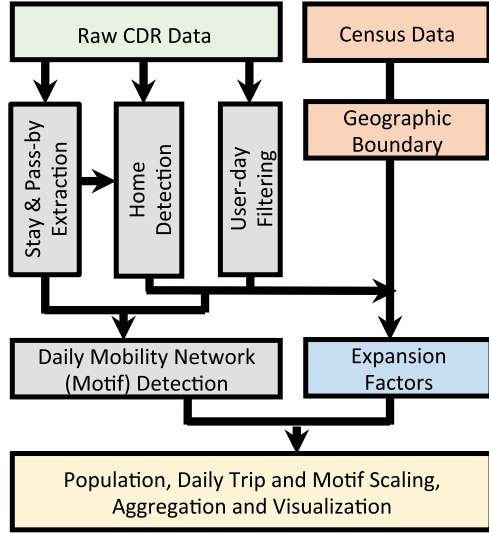 Raw CDR Data
Census Data
Geographic
Boundary
Stay & Pass-by
Extraction
Home
Detection
User-day
Filtering
Daily Mobility Network
(Motif) Detection
Expansion
Factors
Population, Daily Trip and Motif Scaling,
Aggregation and Visualization